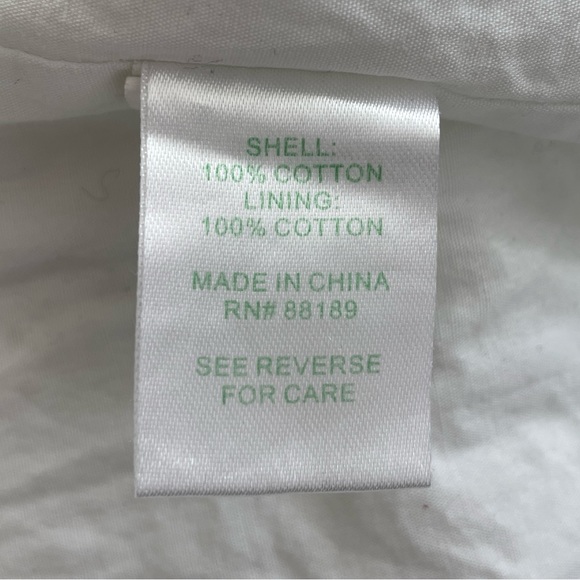 SHELL:
100% COTTON
LINING:
100% COTTON
MADE IN CHINA
RN# 88189
SEE REVERSE
FOR CARE